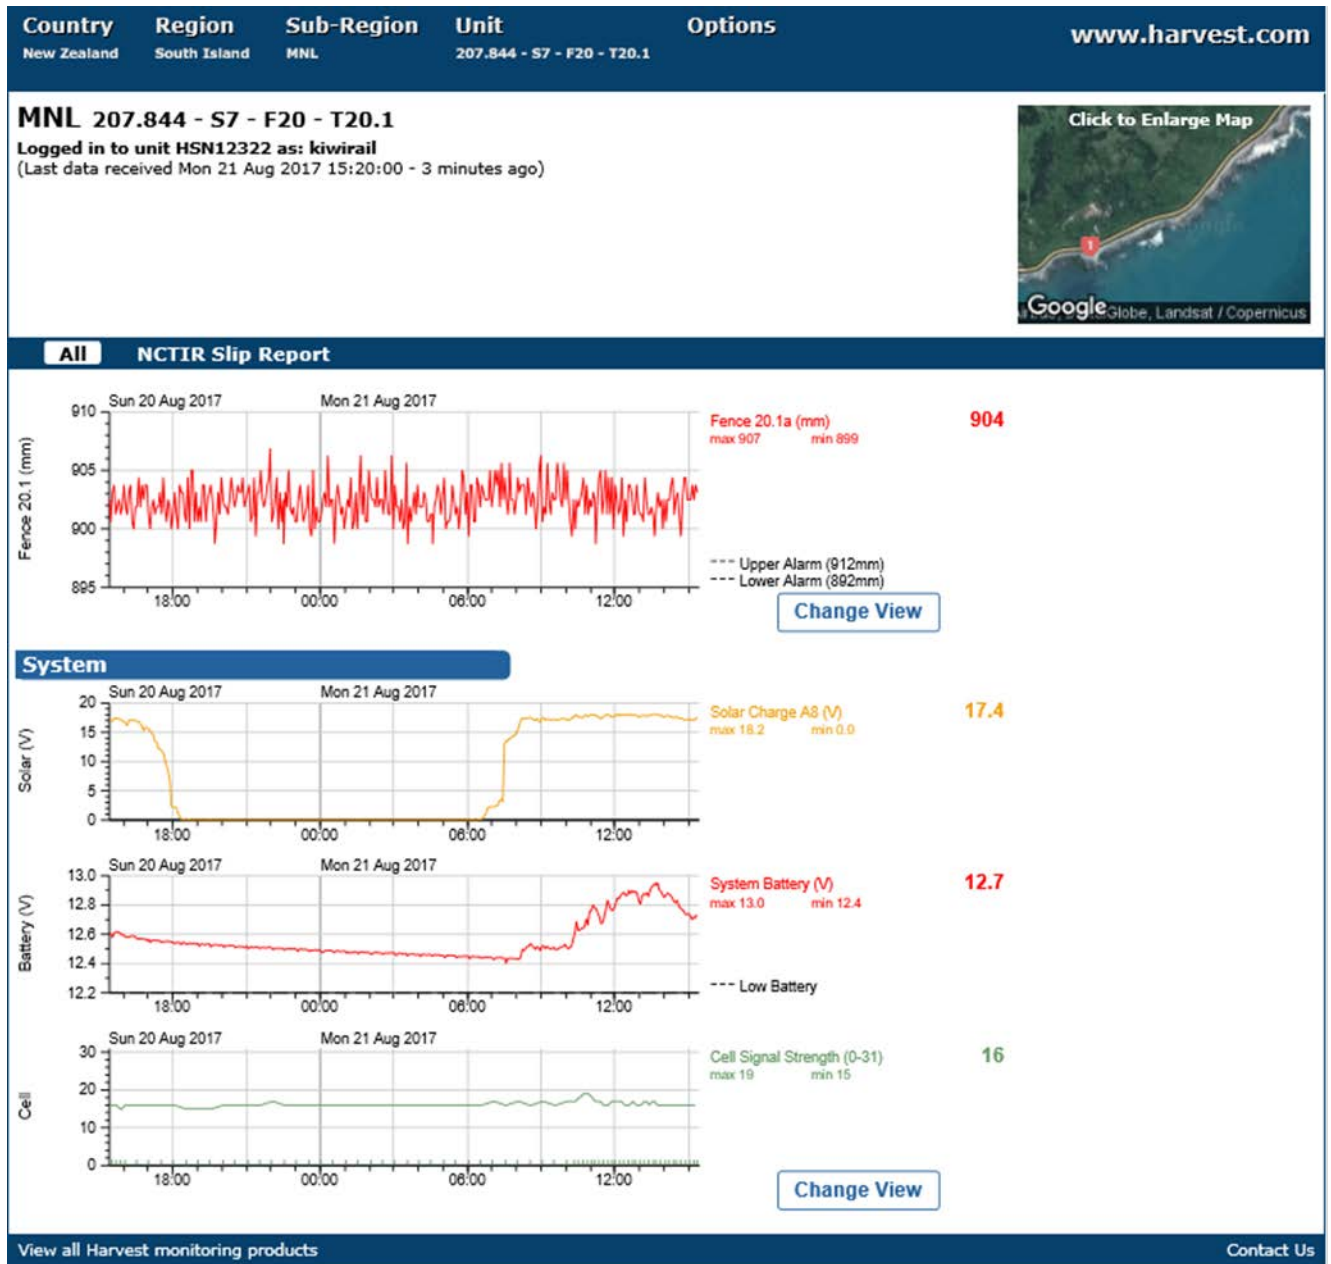 Country Region Sub-Region Unit Options www.harvest.com
New Zealand South Island MNL 207.844 - S7 - F20 - T20.1
MNL 207.844 - S7 - F20 - T20.1
Logged in to unit HSN12322 as: kiwirail
(Last data received Mon 21 Aug 2017 15:20:00 - 3 minutes ago)
Click to Enlarge Map
1
Google
Globe, Landsat / Copernicus
All NCTIR Slip Report
Sun 20 Aug 2017 Mon 21 Aug 2017
Fence 20.1 (mm)
910
905
900
895
18:00 00:00 06:00 12:00
Fence 20.1a (mm) 904
max 907 min 899
--- Upper Alarm (912mm)
--- Lower Alarm (892mm)
Change View
System
Sun 20 Aug 2017 Mon 21 Aug 2017
Solar (V)
20
15
10
5
0
18:00 00:00 06:00 12:00
Solar Charge A8 (V) 17.4
max 18.2 min 0.0
Sun 20 Aug 2017 Mon 21 Aug 2017
Battery (V)
13.0
12.8
12.6
12.4
12.2
18:00 00:00 06:00 12:00
System Battery (V) 12.7
max 13.0 min 12.4
--- Low Battery
Sun 20 Aug 2017 Mon 21 Aug 2017
Cell
30
20
10
0
18:00 00:00 06:00 12:00
Cell Signal Strength (0-31) 16
max 19 min 15
Change View
View all Harvest monitoring products Contact Us